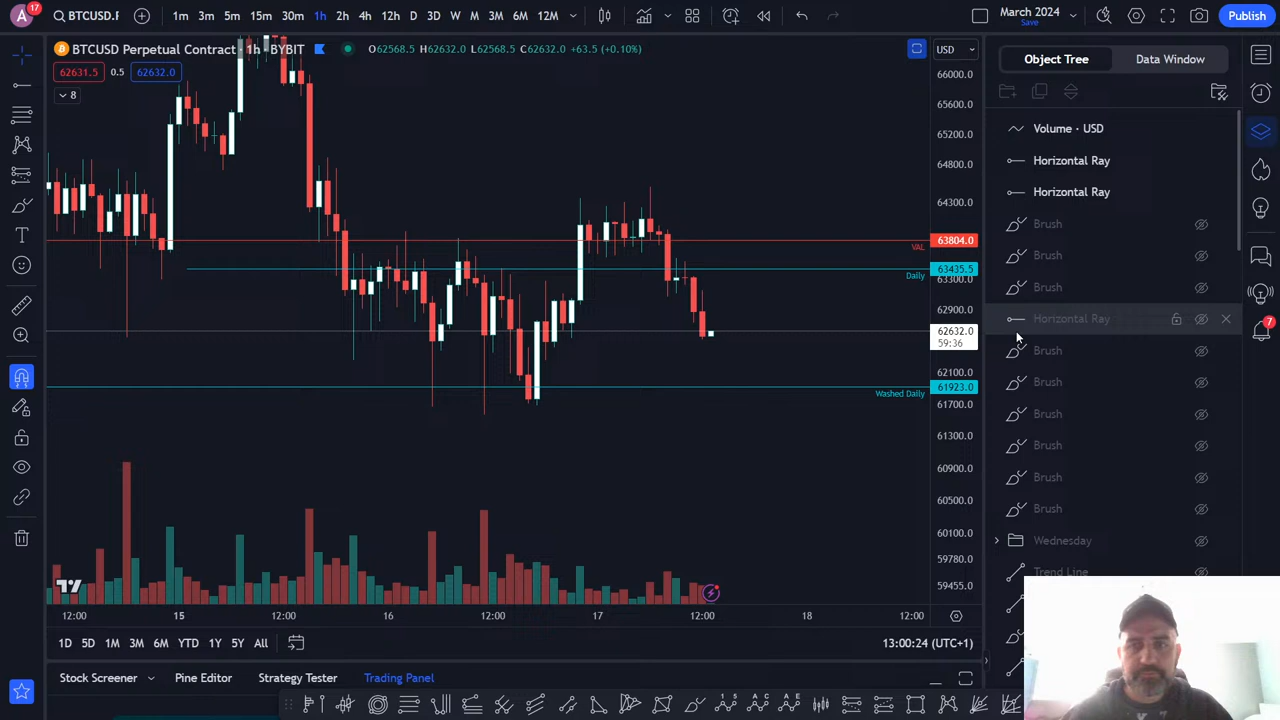 A 17
BTCUSD.P
1m 3m 5m 15m 30m 1h 2h 4h 12h D 3D W M 3M 6M 12M
March 2024
Save
Publish
BTCUSD Perpetual Contract · 1h · BYBIT
O62568.5 H62632.0 L62568.5 C62632.0 +63.5 (+0.10%)
USD
62631.5 0.5 62632.0
8
66000.0
65600.0
65200.0
64800.0
64300.0
63804.0
VAL
63435.5
Daily
63300.0
62900.0
62632.0
59:36
62100.0
61923.0
Washed Daily
61700.0
61300.0
60900.0
60500.0
60100.0
59780.0
59455.0
12:00 15 12:00 16 12:00 17 12:00 18 12:00
1D 5D 1M 3M 6M YTD 1Y 5Y All
13:00:24 (UTC+1)
Stock Screener Pine Editor Strategy Tester Trading Panel
Object Tree Data Window
Volume · USD
Horizontal Ray
Horizontal Ray
Brush
Brush
Brush
Horizontal Ray
Brush
Brush
Brush
Brush
Brush
Brush
Wednesday
Trend Line
7